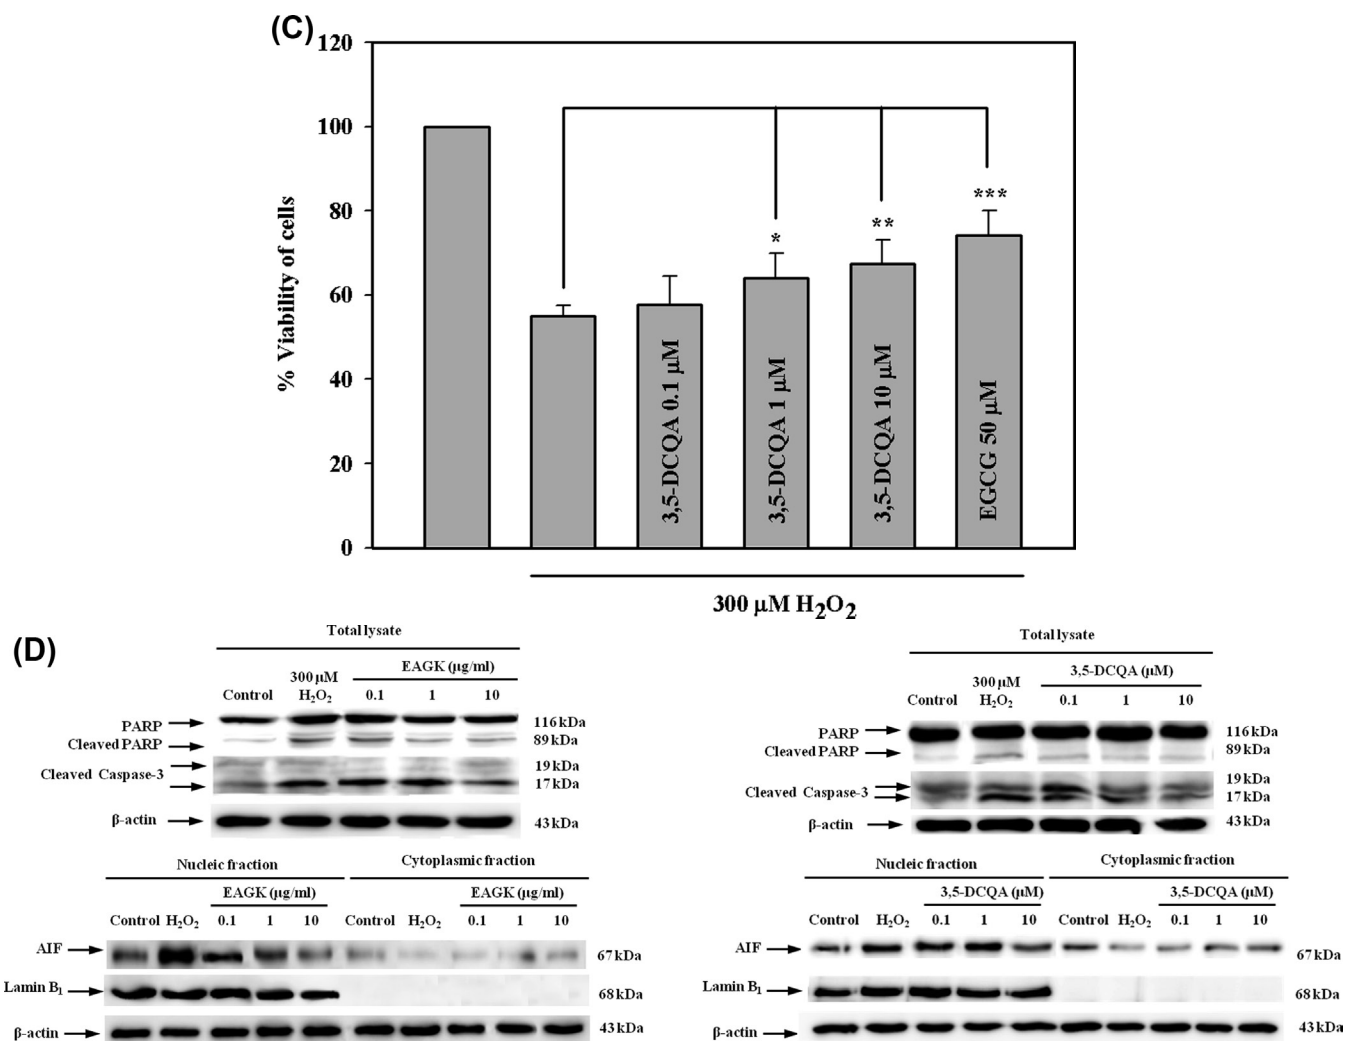 (C)
120
100
80
60
40
20
0
% Viability of cells
*
**
***
3,5-DCQA 0.1 µM
3,5-DCQA 1 µM
3,5-DCQA 10 µM
EGCG 50 µM
300 µM H₂O₂
(D)
Total lysate
EAGK (µg/ml)
300 µM
Control H₂O₂ 0.1 1 10
PARP 116 kDa
Cleaved PARP 89 kDa
Cleaved Caspase-3 19 kDa
17 kDa
β-actin 43 kDa
Nucleic fraction Cytoplasmic fraction
EAGK (µg/ml) EAGK (µg/ml)
Control H₂O₂ 0.1 1 10 Control H₂O₂ 0.1 1 10
AIF 67 kDa
Lamin B₁ 68 kDa
β-actin 43 kDa
Total lysate
3,5-DCQA (µM)
300 µM
Control H₂O₂ 0.1 1 10
PARP 116 kDa
Cleaved PARP 89 kDa
19 kDa
Cleaved Caspase-3 17 kDa
β-actin 43 kDa
Nucleic fraction Cytoplasmic fraction
3,5-DCQA (µM) 3,5-DCQA (µM)
Control H₂O₂ 0.1 1 10 Control H₂O₂ 0.1 1 10
AIF 67 kDa
Lamin B₁ 68 kDa
β-actin 43 kDa